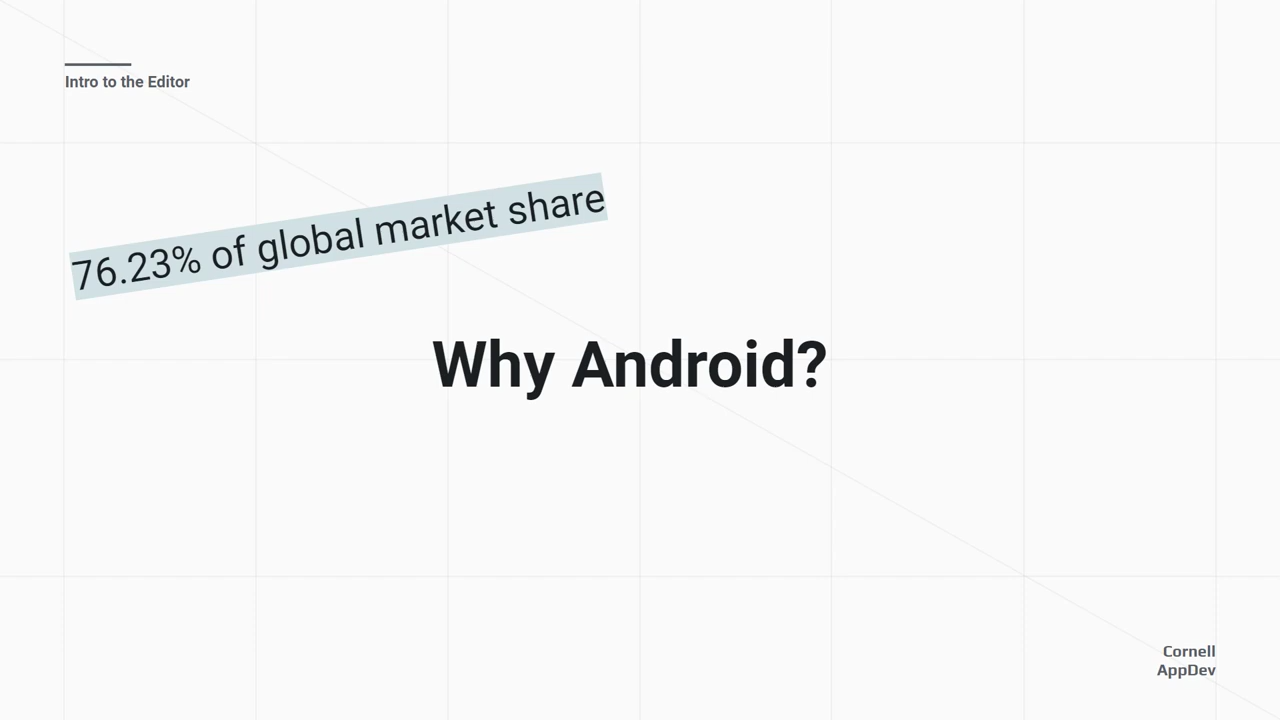 Intro to the Editor
76.23% of global market share
Why Android?
Cornell
AppDev